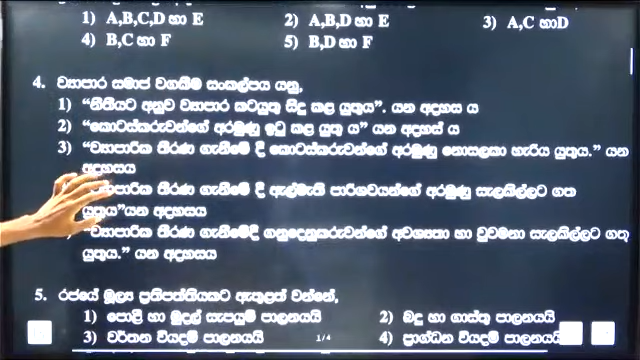 1) A,B,C,D හා E 2) A,B,D හා E 3) A,C හාD
4) B,C හා F 5) B,D හා F
4. ව්‍යාපාර සමාජ වගකීම් සංකල්පය යනු,
1) “නීතියට අනුව ව්‍යාපාර කටයුතු සිදු කළ යුතුය”. යන අදහස ය
2) “කොටස්කරුවන්ගේ අරමුණු ඉටු කළ යුතු ය” යන අදහස් ය
3) “ව්‍යාපාරික තීරණ ගැනීමේ දී කොටස්කරුවන්ගේ අරමුණු නොසලකා හැරිය යුතුය.” යන
අදහසය
තීරණ ගැනීමේ දී ඇල්මැති පාර්ශවයන්ගේ අරමුණු සැලකිල්ලට ගත
යුතුය”යන අදහසය
“ව්‍යාපාරික තීරණ ගැනීමේදී ගනුදෙනුකරුවන්ගේ අවශ්‍යතා හා වුවමනා සැලකිල්ලට ගත
යුතුය.” යන අදහසය
5. රජයේ මූල්‍ය ප්‍රතිපත්තියකට ඇතුළත් වන්නේ,
1) පොළී හා මුදල් සැපයුම් පාලනයයි 2) බදු හා ගාස්තු පාලනයයි
3) වර්තන වියදම් පාලනයයි 1/4 4) ප්‍රාග්ධන වියදම් පාලනයයි